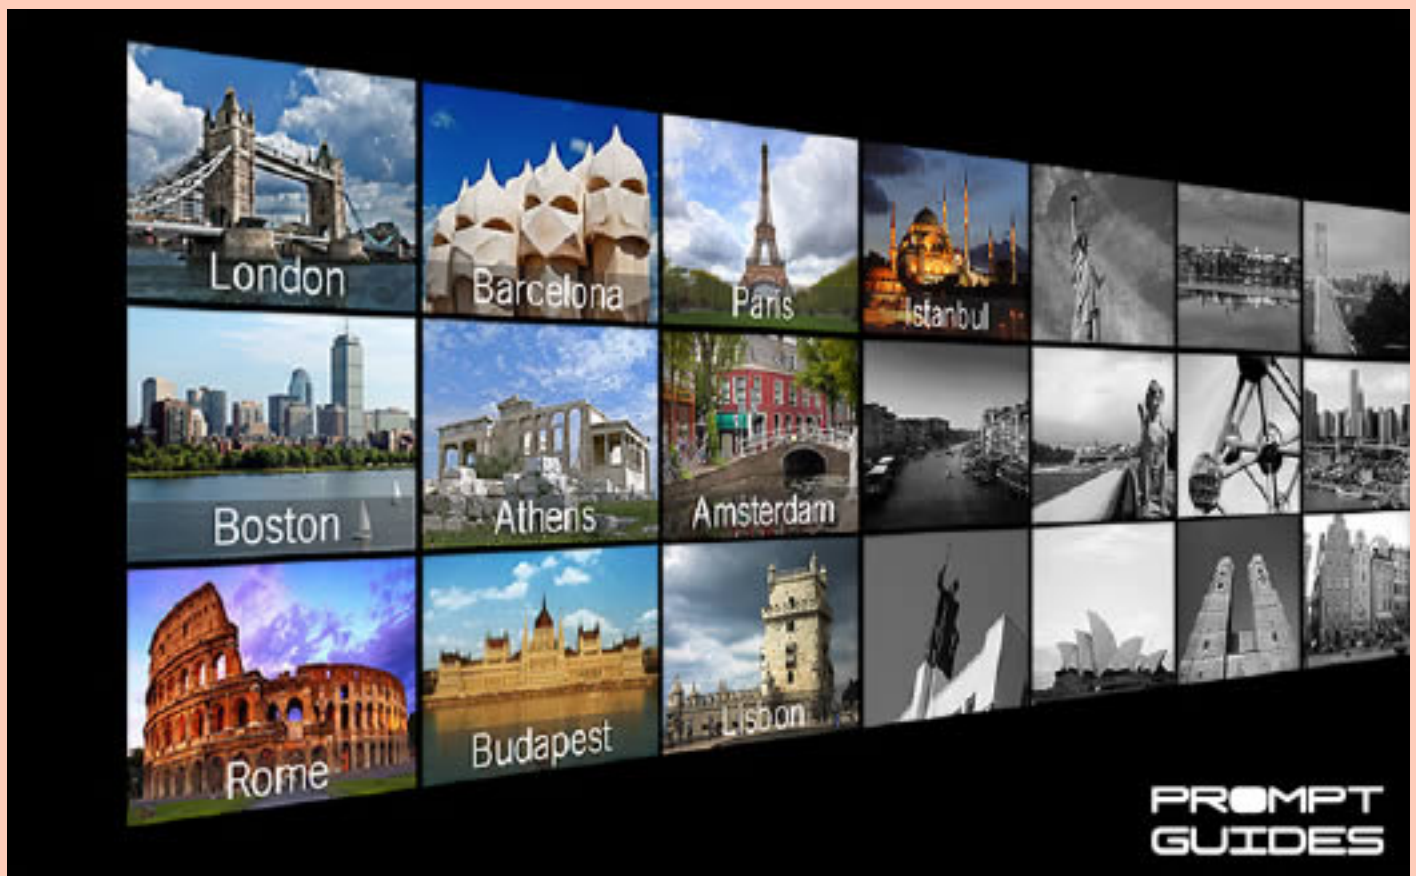 London
Barcelona
Paris
Istanbul
Boston
Athens
Amsterdam
Rome
Budapest
Lisbon
PROMPT
GUIDES